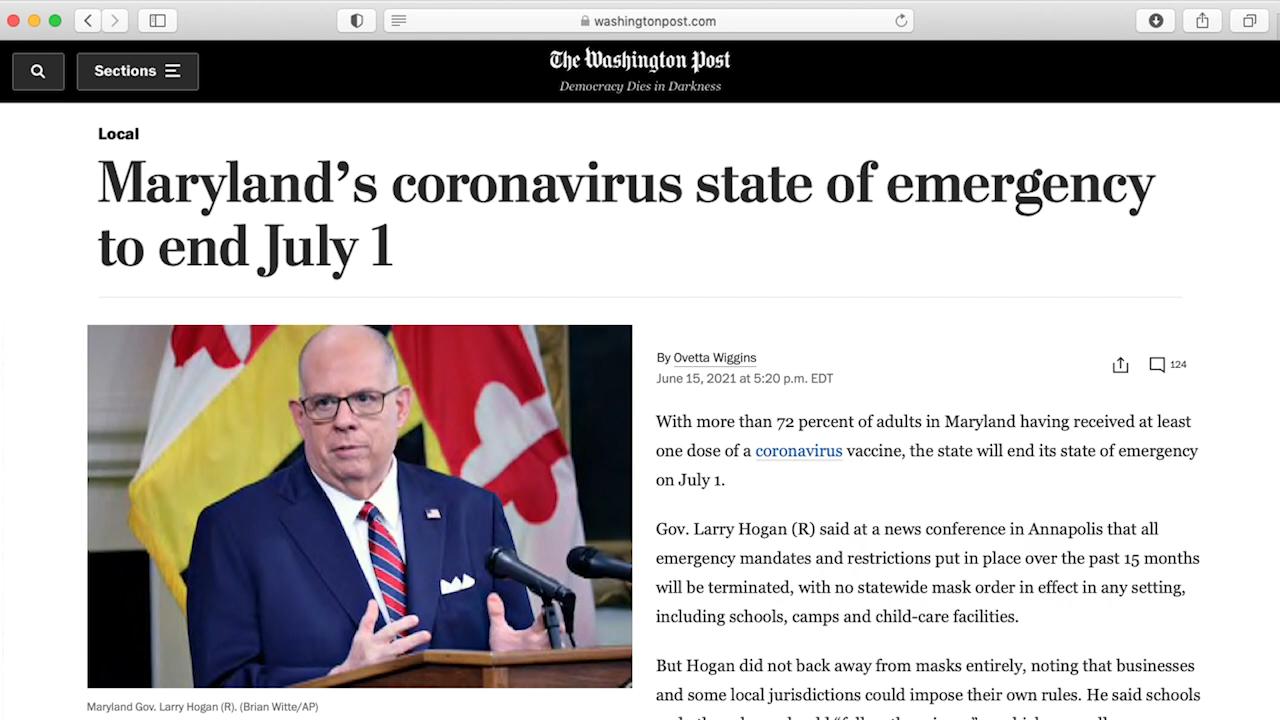 washingtonpost.com
Sections
The Washington Post
Democracy Dies in Darkness
Local
Maryland’s coronavirus state of emergency
to end July 1
By Ovetta Wiggins
June 15, 2021 at 5:20 p.m. EDT
124
With more than 72 percent of adults in Maryland having received at least
one dose of a coronavirus vaccine, the state will end its state of emergency
on July 1.
Gov. Larry Hogan (R) said at a news conference in Annapolis that all
emergency mandates and restrictions put in place over the past 15 months
will be terminated, with no statewide mask order in effect in any setting,
including schools, camps and child-care facilities.
But Hogan did not back away from masks entirely, noting that businesses
and some local jurisdictions could impose their own rules. He said schools
Maryland Gov. Larry Hogan (R). (Brian Witte/AP)